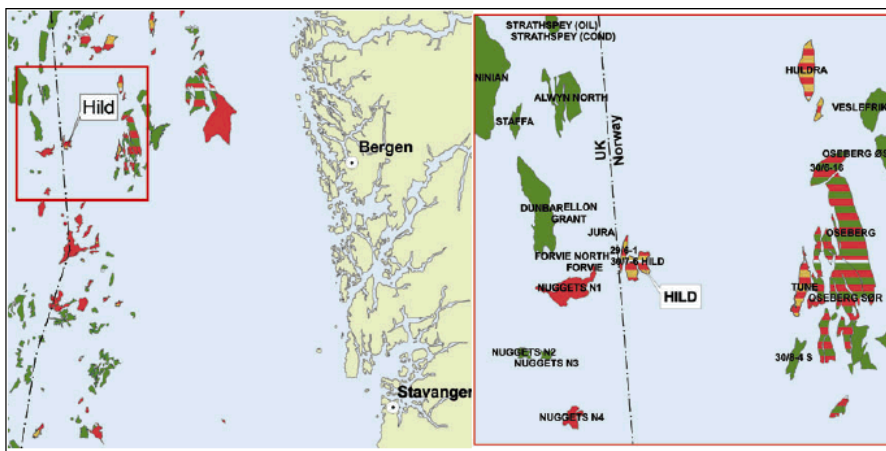 Hild
Bergen
Stavanger
STRATHSPEY (OIL)
STRATHSPEY (COND)
NINIAN
ALWYN NORTH
STAFFA
HULDRA
VESLEFRIK
UK
Norway
OSEBERG ØS
30/6-16
DUNBAR
ELLON
GRANT
JURA
OSEBERG
29/6-1
FORVIE NORTH
30/7-6 HILD
FORVIE
NUGGETS N1
HILD
TUNE
OSEBERG SØR
NUGGETS N2
NUGGETS N3
30/8-4 S
NUGGETS N4